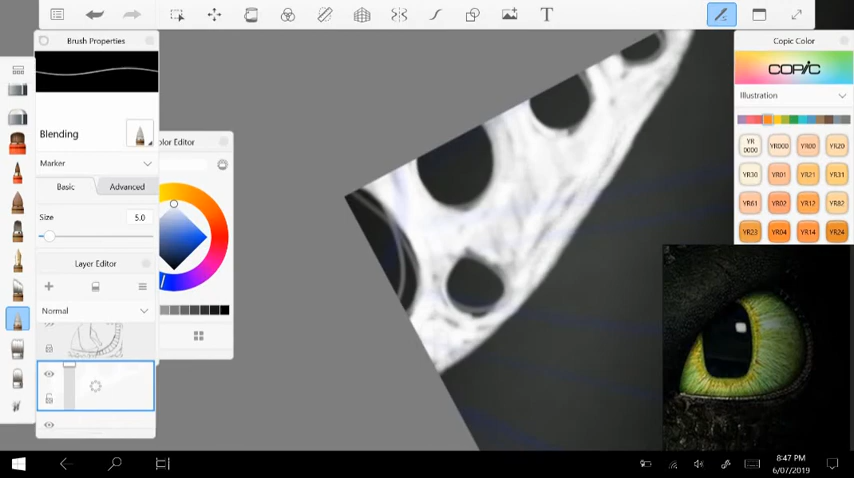 T
Brush Properties
Copic Color
COPIC
Illustration
Blending
olor Editor
Marker
Basic
Advanced
YR 0000
YR000
YR00
YR20
YR30
YR01
YR21
YR31
YR61
YR02
YR12
YR82
YR23
YR04
YR14
YR24
Size
5.0
Layer Editor
Normal
8:47 PM
6/07/2019